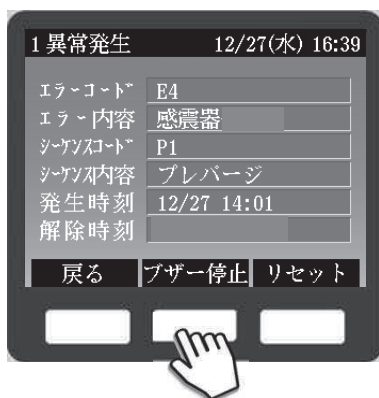 1 異常発生 12/27(水) 16:39
エラーコード E4
エラー内容 感震器
シーケンスコード P1
シーケンス内容 プレパージ
発生時刻 12/27 14:01
解除時刻
戻る ブザー停止 リセット